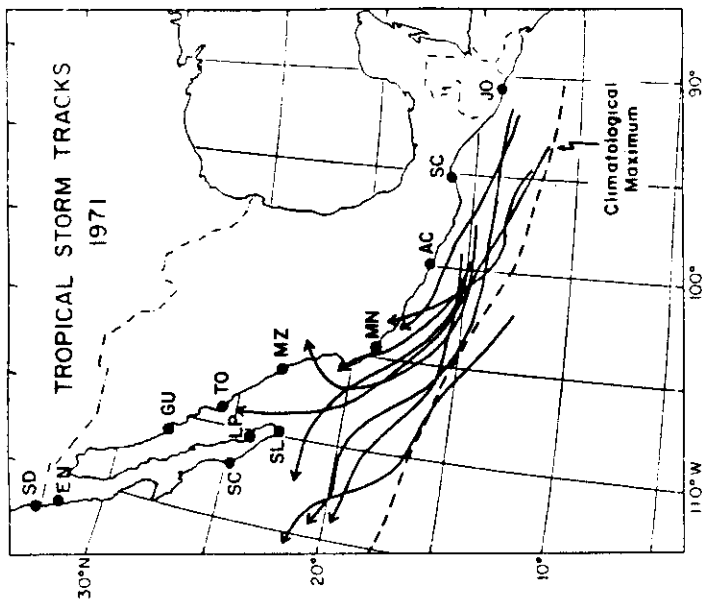 TROPICAL STORM TRACKS
1971
SD
EN
GU
TO
LP
SC
SL
MZ
MN
AC
SC
JO
Climatological
Maximum
30°N
20°
10°
110°W
100°
90°